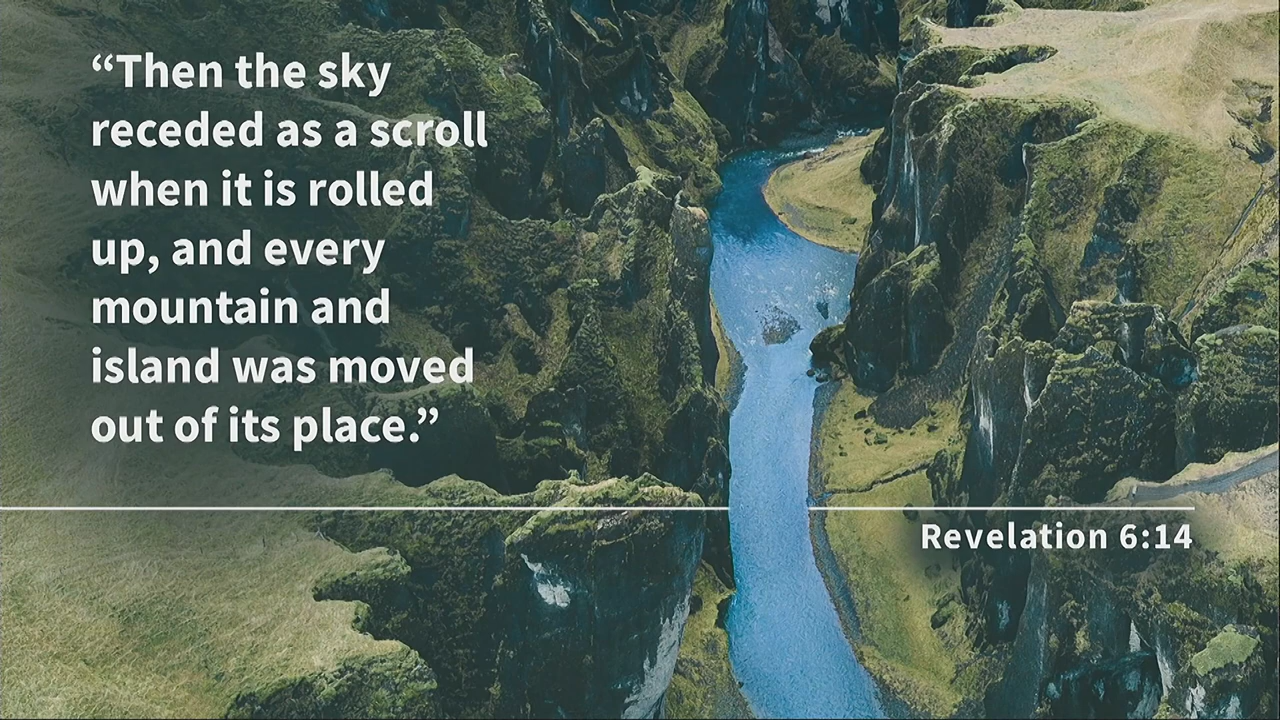 “Then the sky
receded as a scroll
when it is rolled
up, and every
mountain and
island was moved
out of its place.”
Revelation 6:14